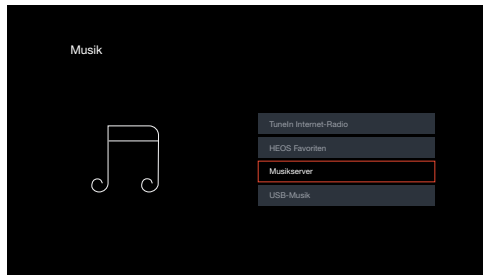 Musik
TuneIn Internet-Radio
HEOS Favoriten
Musikserver
USB-Musik